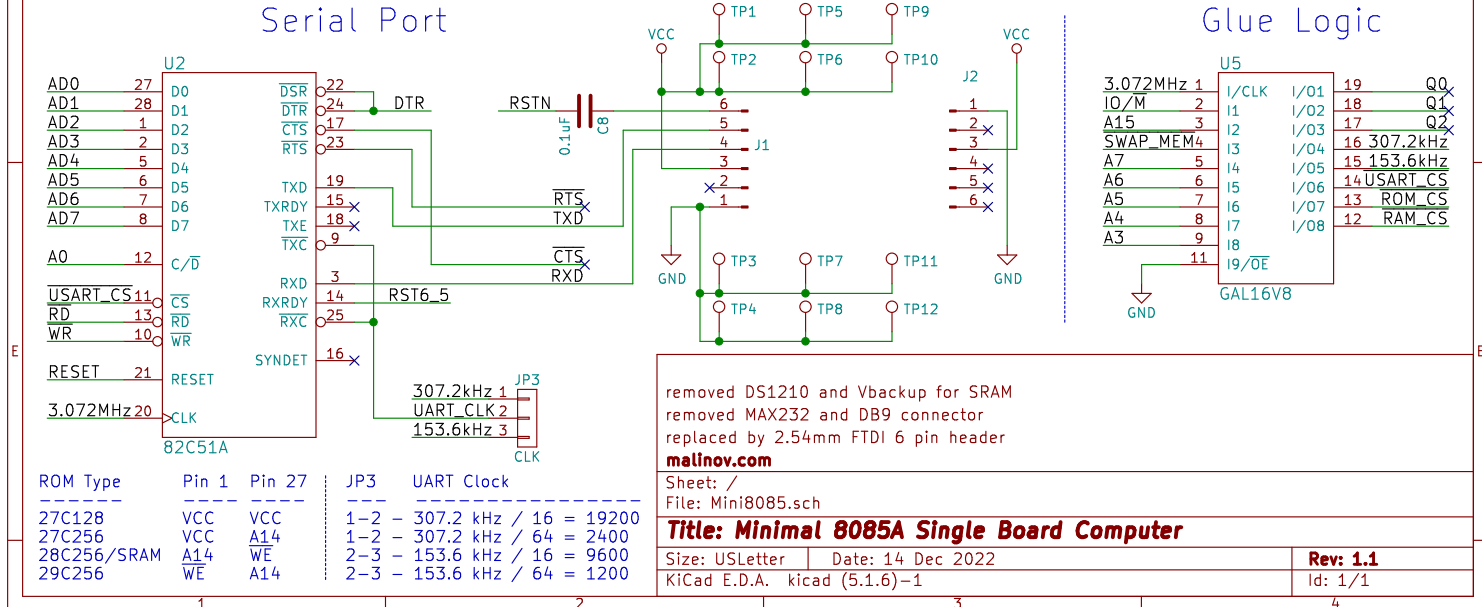 Serial Port
Glue Logic
TP1 TP5 TP9
VCC VCC
TP2 TP6 TP10
U2
J2
U5
AD0 27 D0 DSR 22
AD1 28 D1 DTR 24 DTR
AD2 1 D2 CTS 17
AD3 2 D3 RTS 23
AD4 5 D4
AD5 6 D5 TXD 19
AD6 7 D6 TXRDY 15 RTS
AD7 8 D7 TXE 18 TXD
TXC 9
A0 12 C/D CTS
RXD 3 RXD
USART_CS 11 CS RXRDY 14 RST6_5
RD 13 RD RXC 25
WR 10 WR
SYNDET 16
RESET 21 RESET
3.072MHz 20 CLK
82C51A
RSTN 0.1uF C8
6
5
4
3
2
1
J1
GND
1
2
3
4
5
6
GND
TP3 TP7 TP11
TP4 TP8 TP12
3.072MHz 1 I/CLK I/O1 19 Q0
IO/M 2 I1 I/O2 18 Q1
A15 3 I2 I/O3 17 Q2
SWAP_MEM 4 I3 I/O4 16 307.2kHz
A7 5 I4 I/O5 15 153.6kHz
A6 6 I5 I/O6 14 USART_CS
A5 7 I6 I/O7 13 ROM_CS
A4 8 I7 I/O8 12 RAM_CS
A3 9 I8
11 I9/OE
GAL16V8
GND
JP3
307.2kHz 1
UART_CLK 2
153.6kHz 3
CLK
ROM Type Pin 1 Pin 27
------ ---- ----
27C128 VCC VCC
27C256 VCC A14
28C256/SRAM A14 WE
29C256 WE A14
JP3 UART Clock
1-2 - 307.2 kHz / 16 = 19200
1-2 - 307.2 kHz / 64 = 2400
2-3 - 153.6 kHz / 16 = 9600
2-3 - 153.6 kHz / 64 = 1200
removed DS1210 and Vbackup for SRAM
removed MAX232 and DB9 connector
replaced by 2.54mm FTDI 6 pin header
malinov.com
Sheet: /
File: Mini8085.sch
Title: Minimal 8085A Single Board Computer
Size: USLetter Date: 14 Dec 2022 Rev: 1.1
KiCad E.D.A. kicad (5.1.6)-1 Id: 1/1
E
1 2 3 4